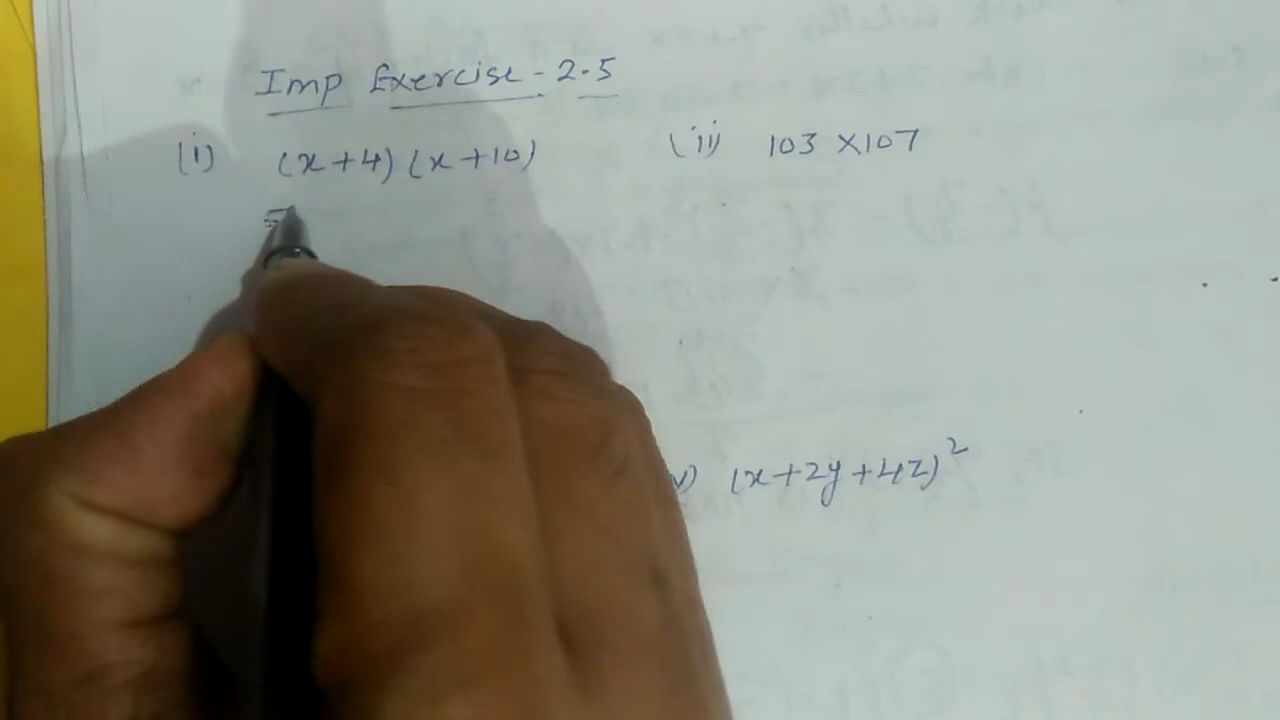 Imp Exercise - 2.5
(i) (x+4)(x+10)
(ii) 103 ×107
v) (x+2y+4z)²